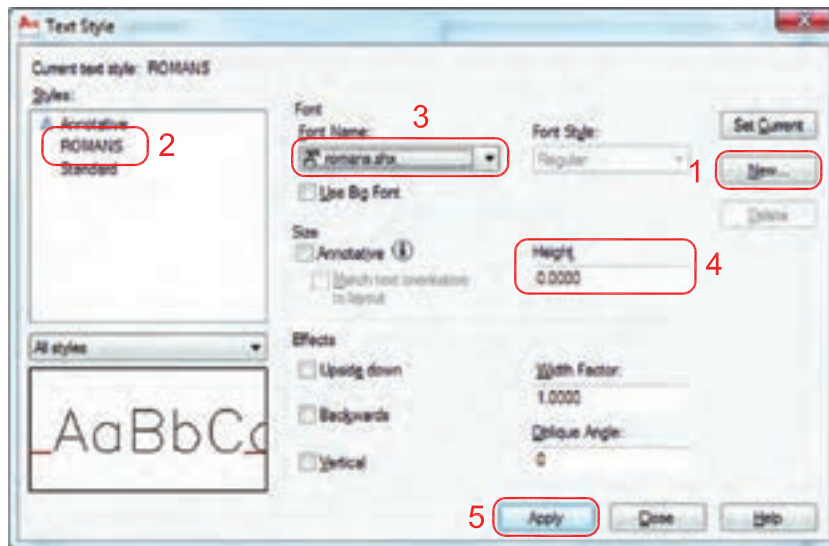 Text Style
Current text style: ROMANS
Styles:
Annotative
ROMANS
Standard
2
All styles
AaBbCc
Font
3
Font Name:
romans.shx
Use Big Font
Font Style:
Regular
Size
Annotative
Match text orientation
to layout
Height
0.0000
4
Effects
Upside down
Backwards
Vertical
Width Factor:
1.0000
Oblique Angle:
0
Set Current
1
New...
Delete
5
Apply
Close
Help